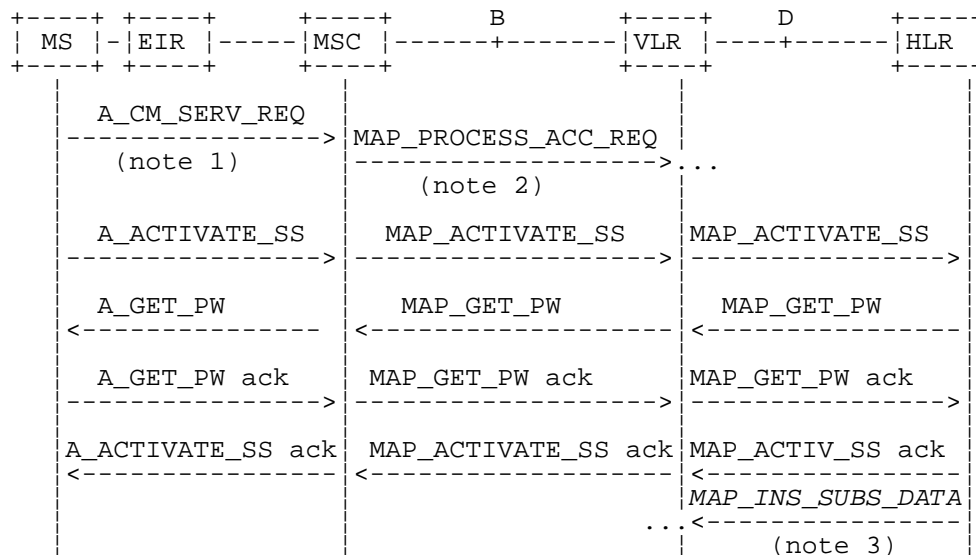 B D
MS EIR MSC VLR HLR
A_CM_SERV_REQ
MAP_PROCESS_ACC_REQ
(note 1) ...
(note 2)
A_ACTIVATE_SS MAP_ACTIVATE_SS MAP_ACTIVATE_SS
A_GET_PW MAP_GET_PW MAP_GET_PW
A_GET_PW ack MAP_GET_PW ack MAP_GET_PW ack
A_ACTIVATE_SS ack MAP_ACTIVATE_SS ack MAP_ACTIV_SS ack
MAP_INS_SUBS_DATA
...
(note 3)